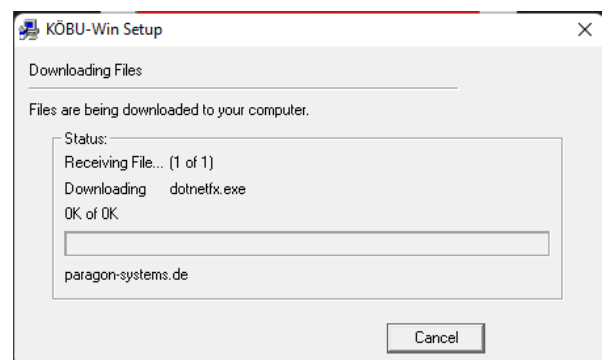 KÖBU-Win Setup
Downloading Files
Files are being downloaded to your computer.
Status:
Receiving File... (1 of 1)
Downloading dotnetfx.exe
0K of 0K
paragon-systems.de
Cancel